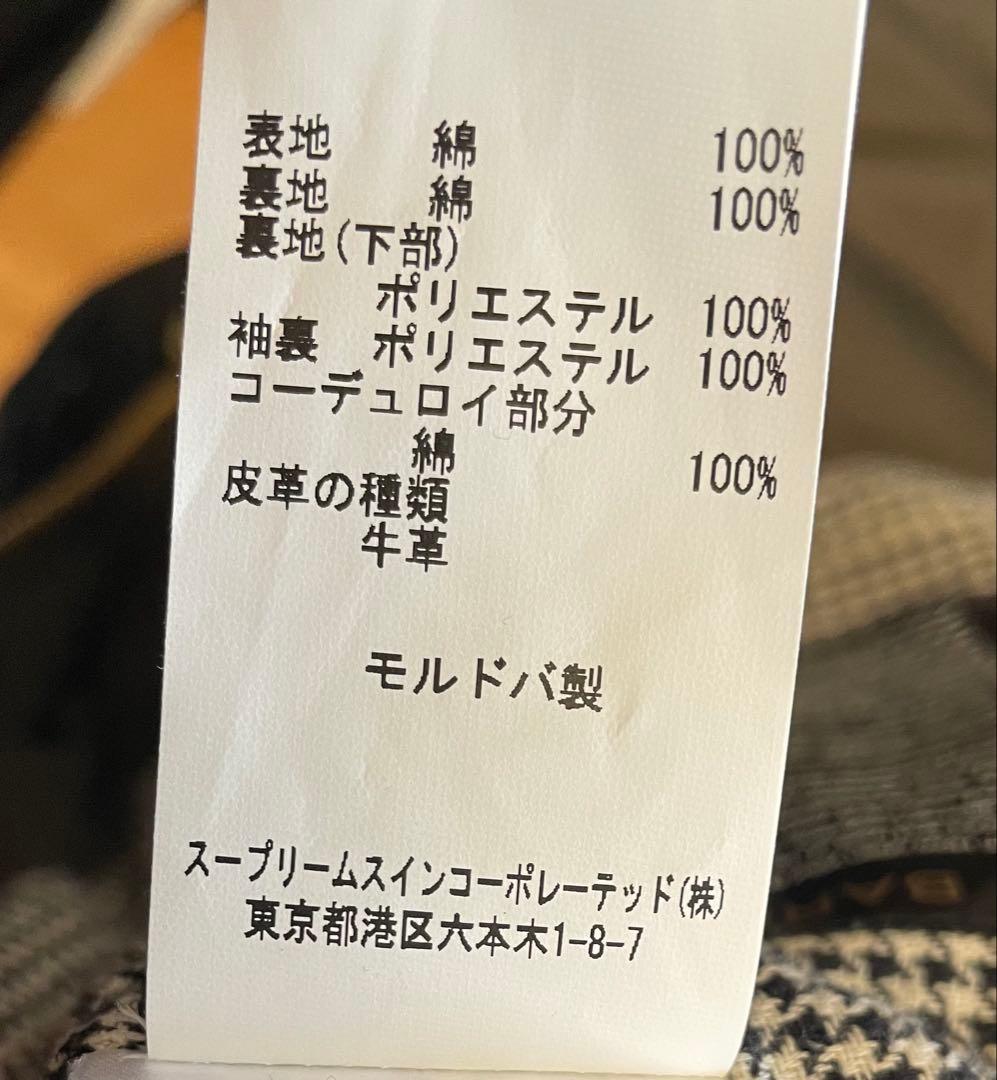 表地 綿 100%
裏地 綿 100%
裏地(下部)
ポリエステル 100%
袖裏 ポリエステル 100%
コーデュロイ部分
綿 100%
皮革の種類
牛革
モルドバ製
スープリームスインコーポレーテッド(株)
東京都港区六本木1-8-7